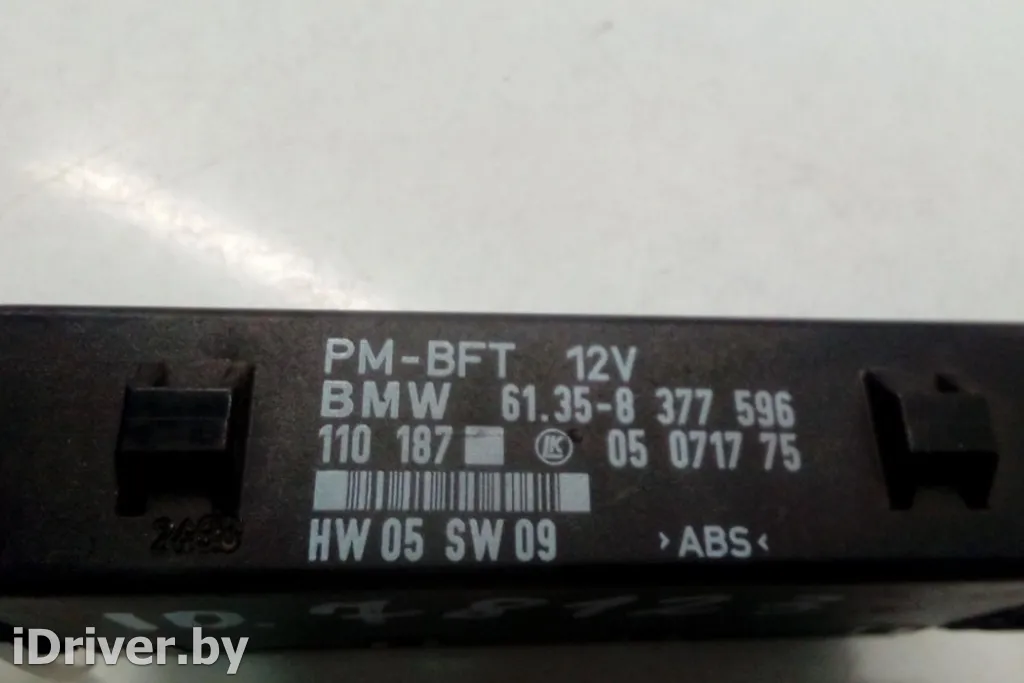 PM-BFT 12V
BMW 61.35-8 377 596
110 187 LK 05 0717 75
HW 05 SW 09 >ABS<
iDriver.by